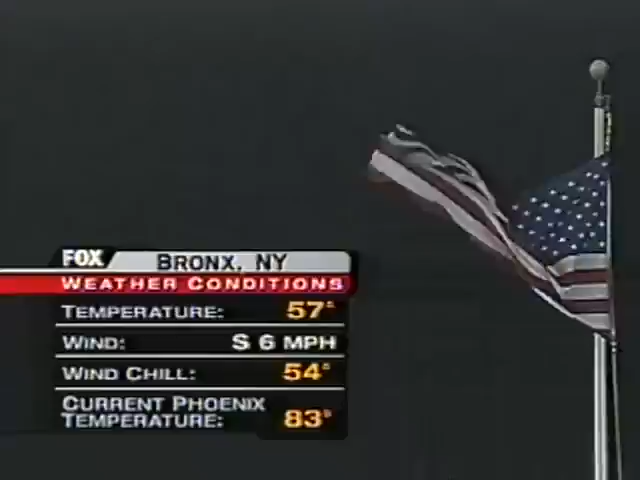 FOX BRONX, NY
WEATHER CONDITIONS
TEMPERATURE: 57°
WIND: S 6 MPH
WIND CHILL: 54°
CURRENT PHOENIX
TEMPERATURE: 83°